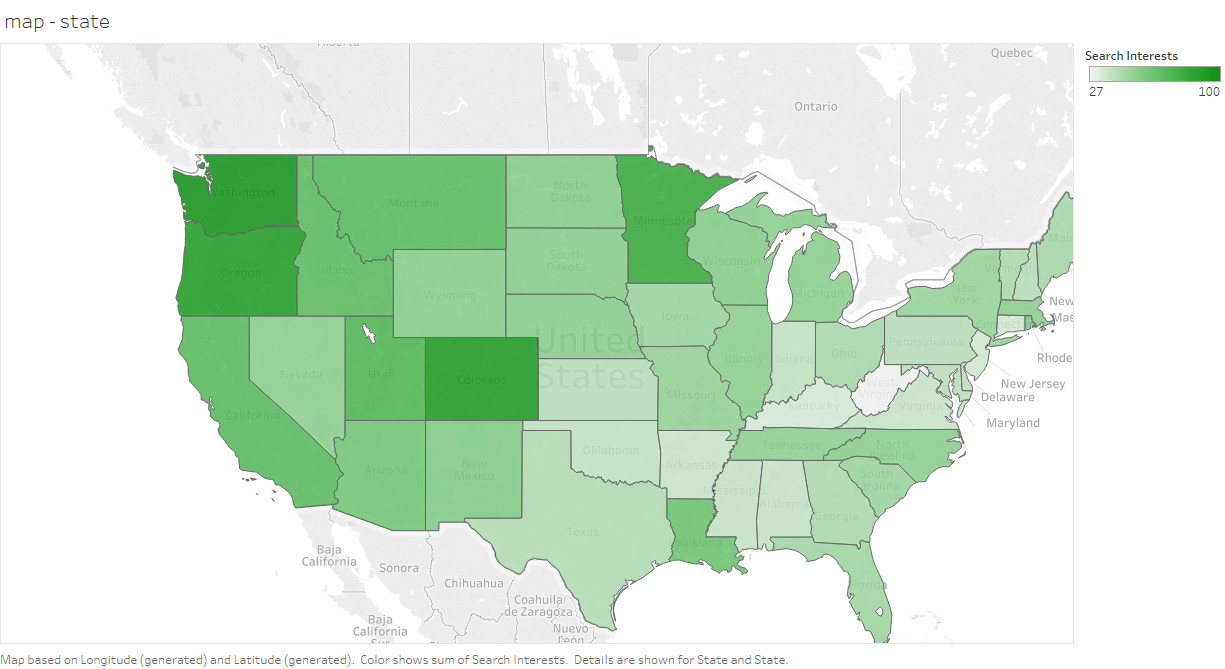 map - state
Search Interests
27 100
Quebec
Ontario
Washington
Montana
North
Dakota
Minnesota
Oregon
Idaho
South
Dakota
Wisconsin
Michigan
Wyoming
Iowa
New
York
Vermont
Nevada
Utah
Colorado
United
States
Illinois
Indiana
Ohio
Pennsylvania
Rhode
New Jersey
Delaware
Maryland
California
Missouri
Kentucky
West
Virginia
Virginia
Arizona
New
Mexico
Oklahoma
Arkansas
Tennessee
North
Carolina
South
Carolina
Mississippi
Alabama
Georgia
Texas
Louisiana
Florida
Baja
California
Sonora
Chihuahua
Coahuila
de Zaragoza
Nuevo
León
Baja
California
Map based on Longitude (generated) and Latitude (generated). Color shows sum of Search Interests. Details are shown for State and State.